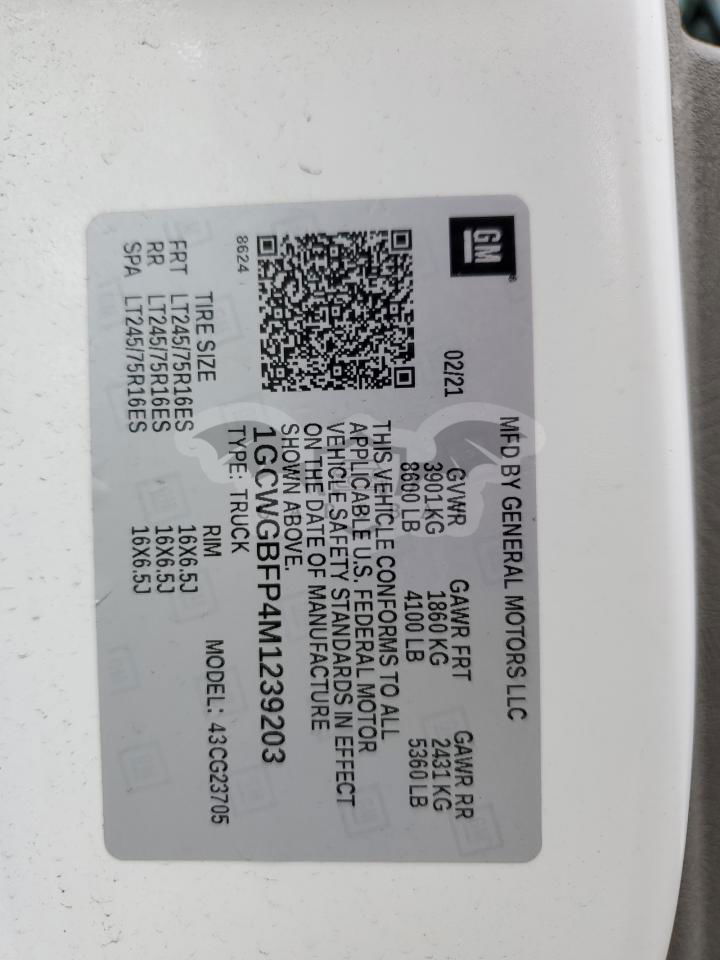 GM
MFD BY GENERAL MOTORS LLC
02/21
GVWR GAWR FRT GAWR RR
3901 KG 1860 KG 2431 KG
8600 LB 4100 LB 5360 LB
THIS VEHICLE CONFORMS TO ALL
APPLICABLE U.S. FEDERAL MOTOR
VEHICLE SAFETY STANDARDS IN EFFECT
ON THE DATE OF MANUFACTURE
SHOWN ABOVE.
1GCWGBFP4M1239203
8624
TYPE: TRUCK
MODEL: 43CG23705
TIRE SIZE RIM
FRT LT245/75R16ES 16X6.5J
RR LT245/75R16ES 16X6.5J
SPA LT245/75R16ES 16X6.5J